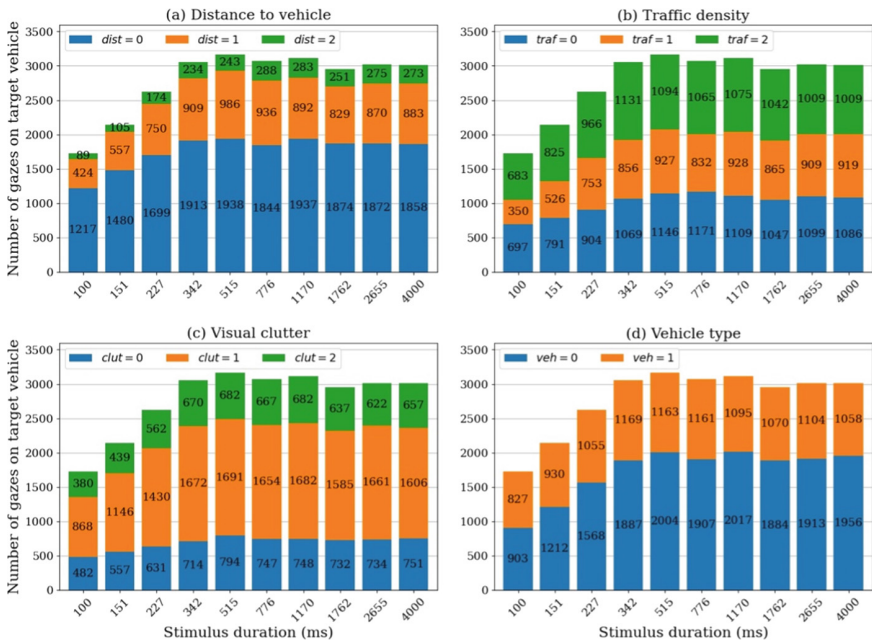 (a) Distance to vehicle
Number of gazes on target vehicle
3500
3000
2500
2000
1500
1000
500
0
dist = 0 dist = 1 dist = 2
89 105 174 234 243 288 283 251 275 273
424 557 750 909 986 936 892 829 870 883
1217 1480 1699 1913 1938 1844 1937 1874 1872 1858
100 151 227 342 515 776 1170 1762 2655 4000
(b) Traffic density
3500
3000
2500
2000
1500
1000
500
0
traf = 0 traf = 1 traf = 2
683 825 966 1131 1094 1065 1075 1042 1009 1009
350 526 753 856 927 832 928 865 909 919
697 791 904 1069 1146 1171 1109 1047 1099 1086
100 151 227 342 515 776 1170 1762 2655 4000
(c) Visual clutter
Number of gazes on target vehicle
3500
3000
2500
2000
1500
1000
500
0
clut = 0 clut = 1 clut = 2
380 439 562 670 682 667 682 637 622 657
868 1146 1430 1672 1691 1654 1682 1585 1661 1606
482 557 631 714 794 747 748 732 734 751
100 151 227 342 515 776 1170 1762 2655 4000
Stimulus duration (ms)
(d) Vehicle type
3500
3000
2500
2000
1500
1000
500
0
veh = 0 veh = 1
827 930 1055 1169 1163 1161 1095 1070 1104 1058
903 1212 1568 1887 2004 1907 2017 1884 1913 1956
100 151 227 342 515 776 1170 1762 2655 4000
Stimulus duration (ms)